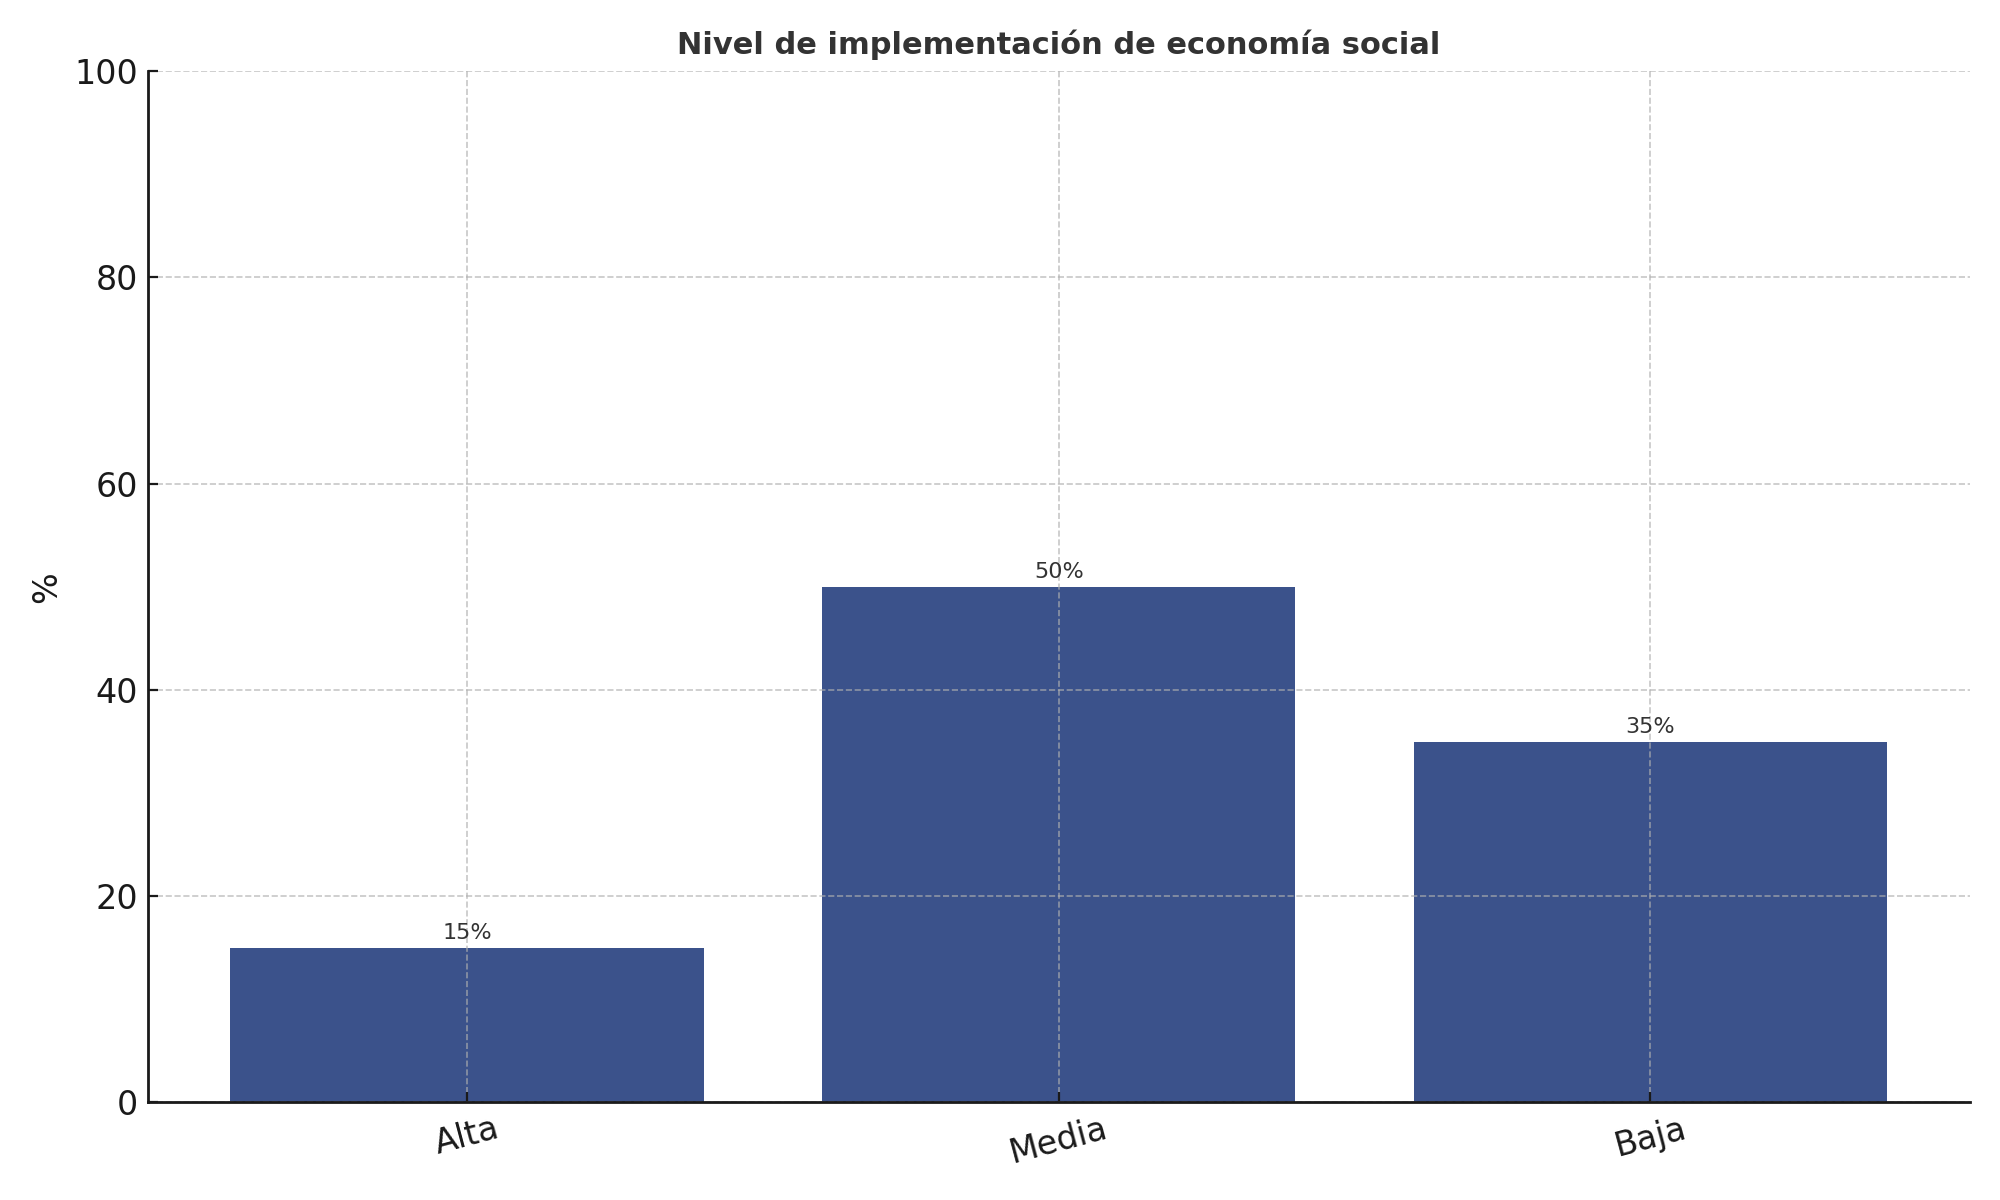 Nivel de implementación de economía social
100
80
60
40
20
0
%
15%
50%
35%
Alta
Media
Baja